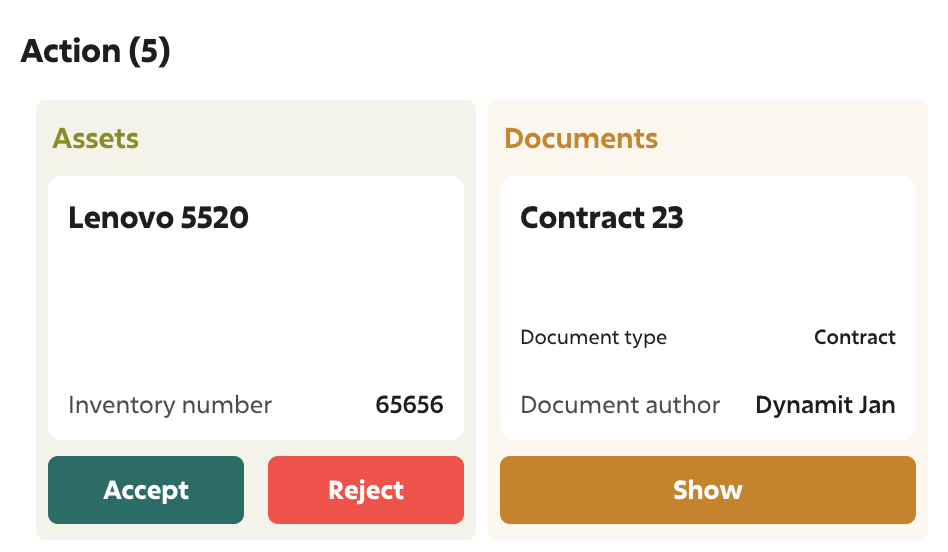 Action (5)
Assets
Lenovo 5520
Inventory number 65656
Accept Reject
Documents
Contract 23
Document type Contract
Document author Dynamit Jan
Show